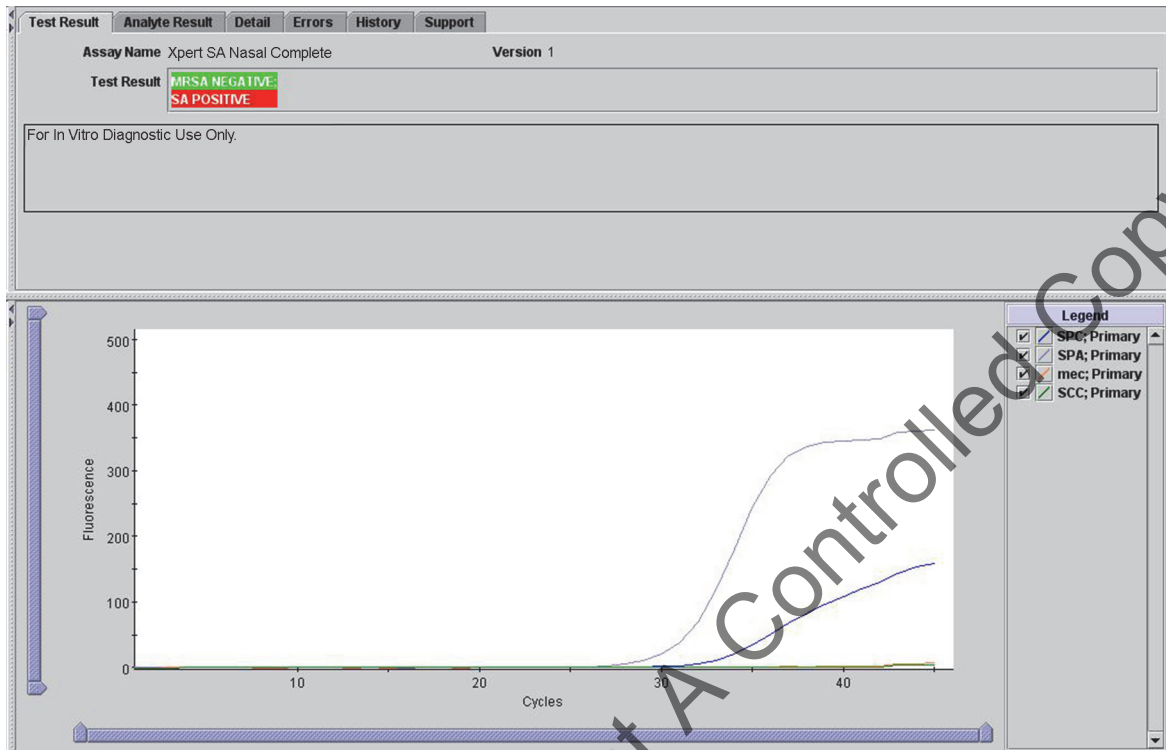 Test Result Analyte Result Detail Errors History Support
Assay Name Xpert SA Nasal Complete Version 1
Test Result MRSA NEGATIVE;
SA POSITIVE
For In Vitro Diagnostic Use Only.
Legend
SPC; Primary
SPA; Primary
mec; Primary
SCC; Primary
500
400
300
200
100
0
Fluorescence
10 20 30 40
Cycles
t A Controlled Copy